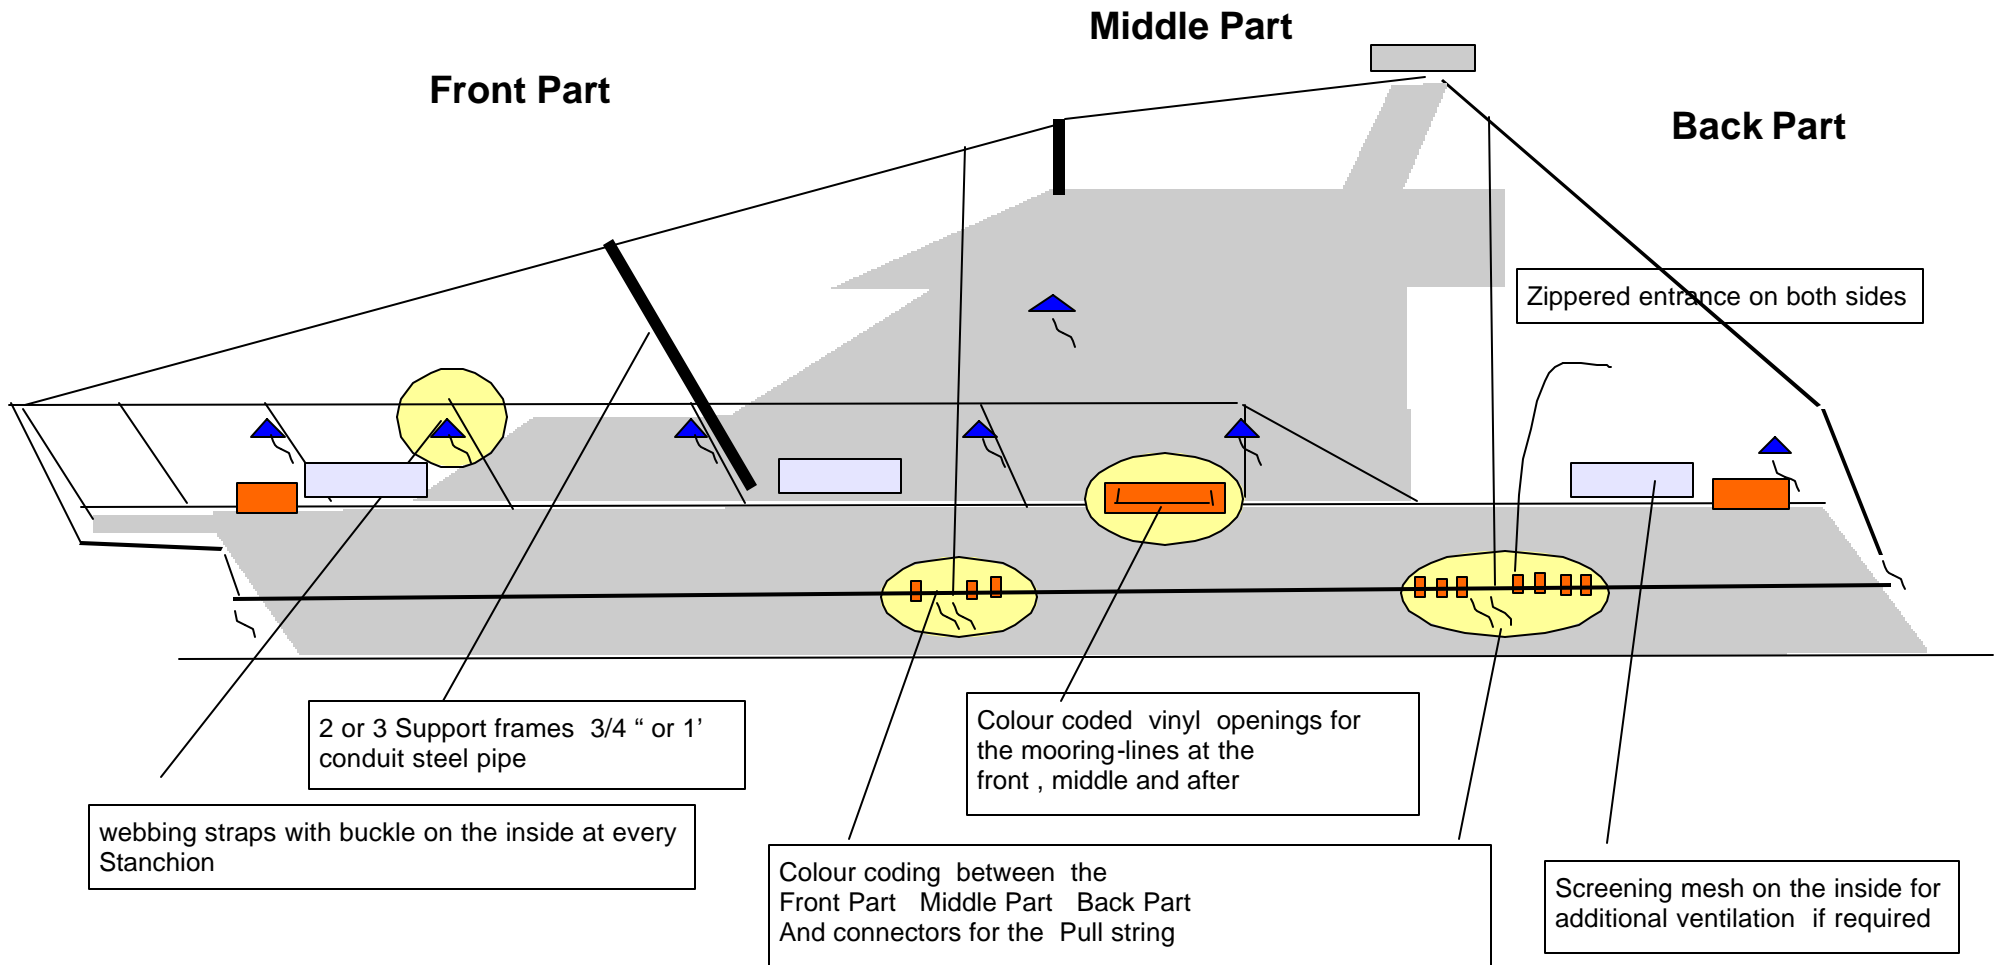 Middle Part
Front Part
Back Part
Zippered entrance on both sides
2 or 3 Support frames 3/4 “ or 1’
conduit steel pipe
Colour coded vinyl openings for
the mooring-lines at the
front , middle and after
webbing straps with buckle on the inside at every
Stanchion
Colour coding between the
Front Part Middle Part Back Part
And connectors for the Pull string
Screening mesh on the inside for
additional ventilation if required